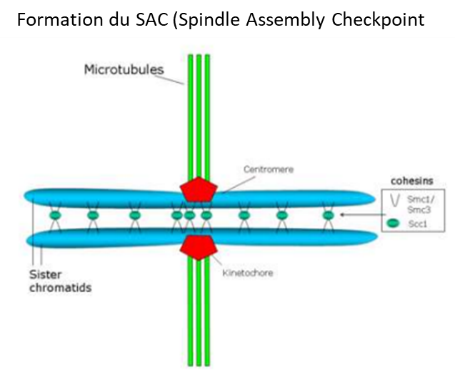 Formation du SAC (Spindle Assembly Checkpoint
Microtubules
Centromere
cohesins
Smc1/
Smc3
Scc1
Kinetochore
Sister
chromatids